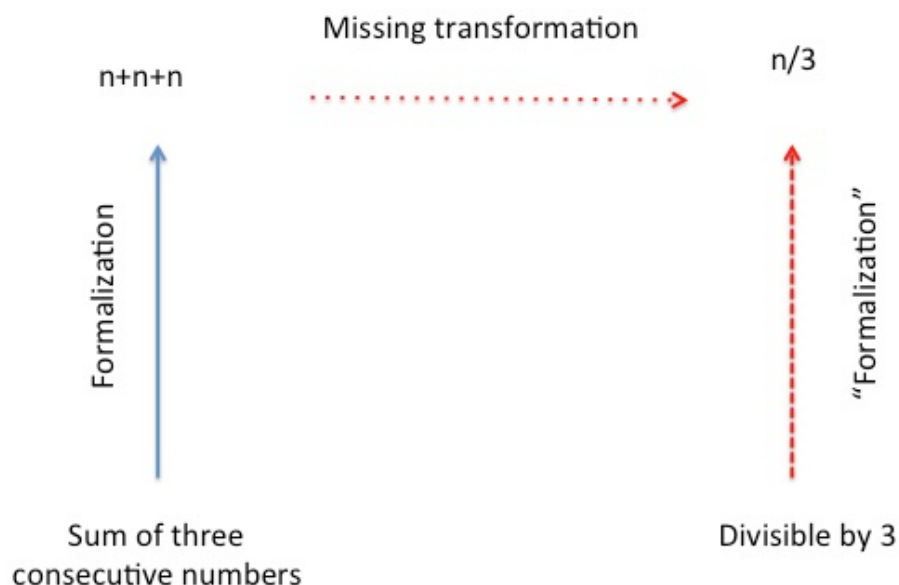 Missing transformation
n+n+n
n/3
Formalization
“Formalization”
Sum of three
consecutive numbers
Divisible by 3